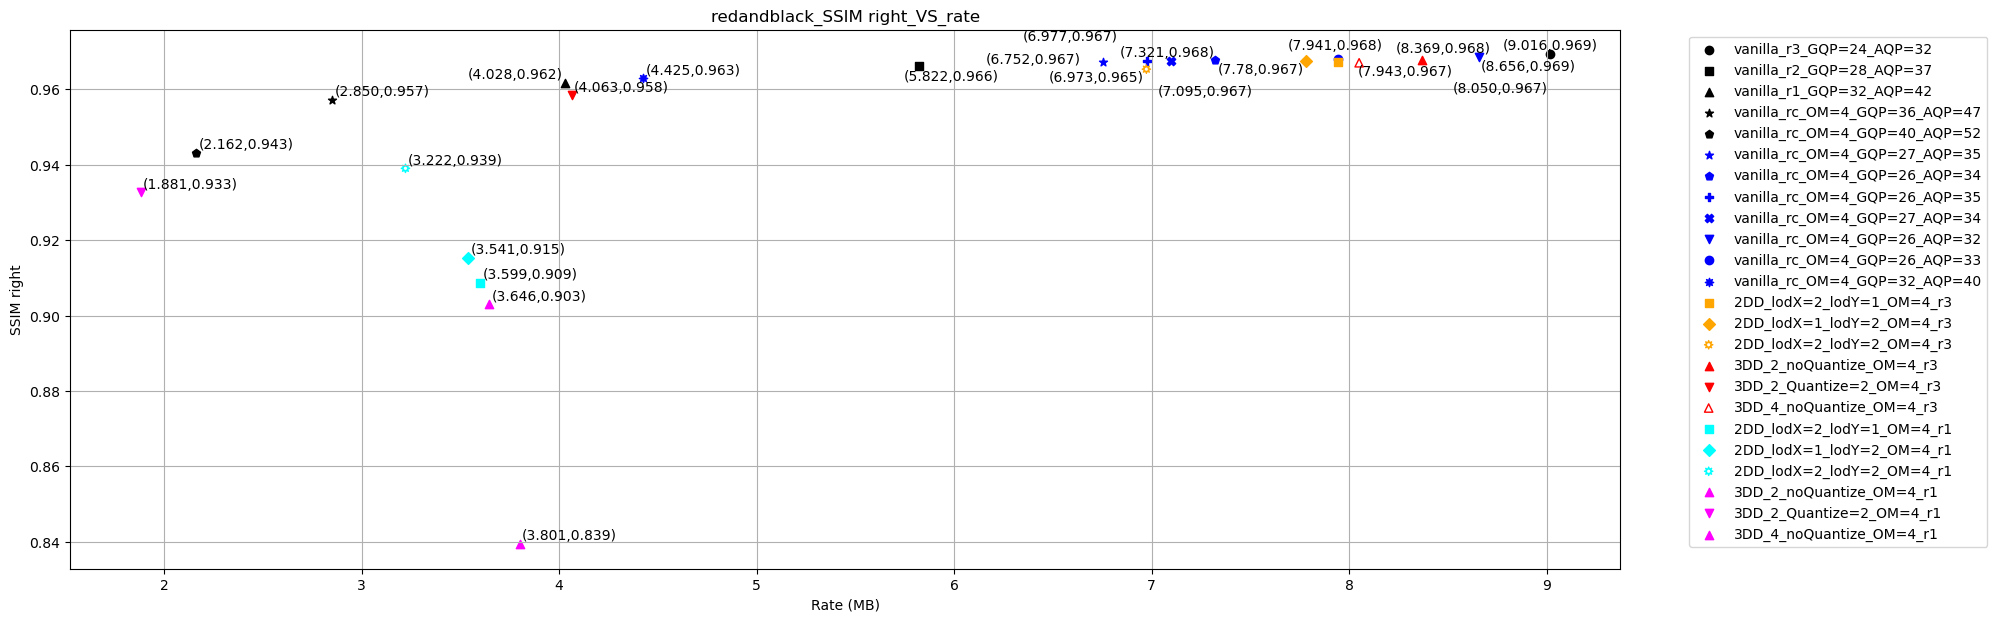 redandblack_SSIM right_VS_rate
SSIM right
0.96
0.94
0.92
0.90
0.88
0.86
0.84
(6.977,0.967)
(6.752,0.967)
(7.321,0.968)
(7.941,0.968)
(8.369,0.968)
(9.016,0.969)
(4.028,0.962)
(4.425,0.963)
(5.822,0.966)
(6.973,0.965)
(7.78,0.967)
(7.943,0.967)
(8.656,0.969)
(2.850,0.957)
(4.063,0.958)
(7.095,0.967)
(8.050,0.967)
(2.162,0.943)
(3.222,0.939)
(1.881,0.933)
(3.541,0.915)
(3.599,0.909)
(3.646,0.903)
(3.801,0.839)
2
3
4
5
6
7
8
9
Rate (MB)
vanilla_r3_GQP=24_AQP=32
vanilla_r2_GQP=28_AQP=37
vanilla_r1_GQP=32_AQP=42
vanilla_rc_OM=4_GQP=36_AQP=47
vanilla_rc_OM=4_GQP=40_AQP=52
vanilla_rc_OM=4_GQP=27_AQP=35
vanilla_rc_OM=4_GQP=26_AQP=34
vanilla_rc_OM=4_GQP=26_AQP=35
vanilla_rc_OM=4_GQP=27_AQP=34
vanilla_rc_OM=4_GQP=26_AQP=32
vanilla_rc_OM=4_GQP=26_AQP=33
vanilla_rc_OM=4_GQP=32_AQP=40
2DD_lodX=2_lodY=1_OM=4_r3
2DD_lodX=1_lodY=2_OM=4_r3
2DD_lodX=2_lodY=2_OM=4_r3
3DD_2_noQuantize_OM=4_r3
3DD_2_Quantize=2_OM=4_r3
3DD_4_noQuantize_OM=4_r3
2DD_lodX=2_lodY=1_OM=4_r1
2DD_lodX=1_lodY=2_OM=4_r1
2DD_lodX=2_lodY=2_OM=4_r1
3DD_2_noQuantize_OM=4_r1
3DD_2_Quantize=2_OM=4_r1
3DD_4_noQuantize_OM=4_r1